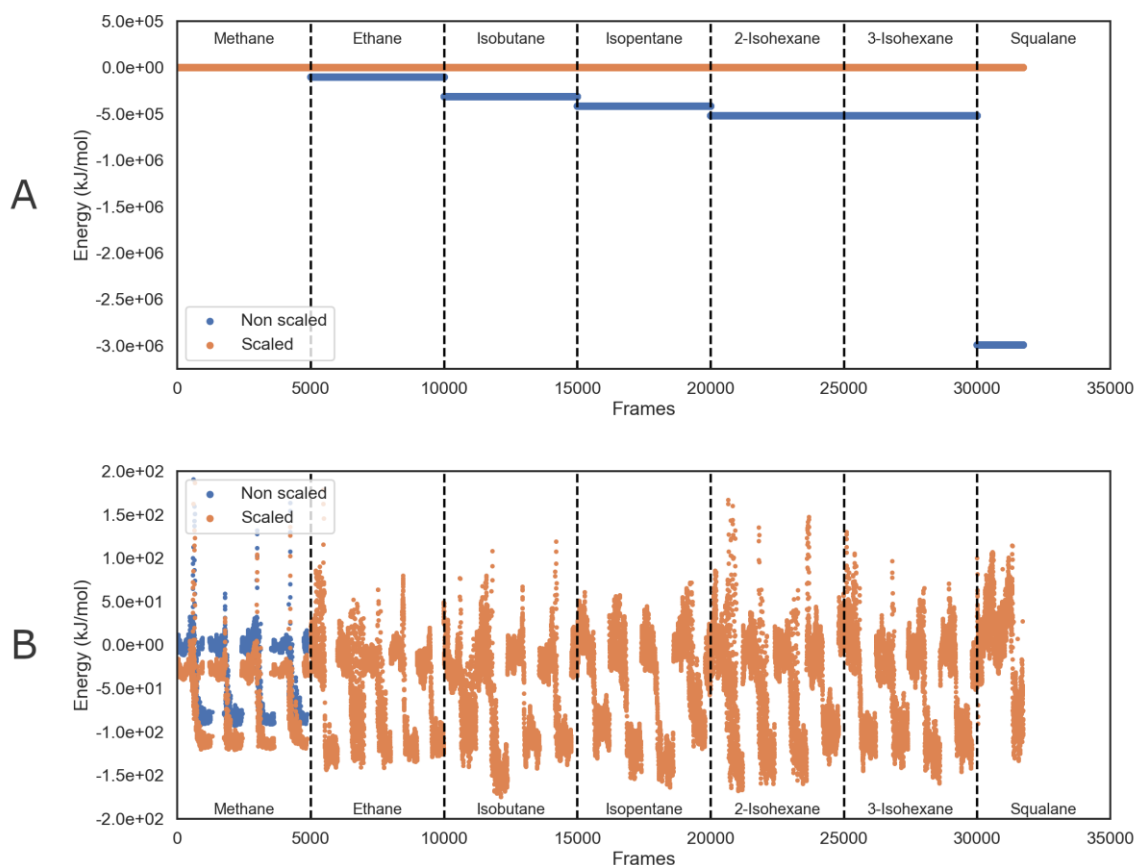 5.0e+05
Methane Ethane Isobutane Isopentane 2-Isohexane 3-Isohexane Squalane
0.0e+00
-5.0e+05
-1.0e+06
A
Energy (kJ/mol)
-1.5e+06
-2.0e+06
-2.5e+06
Non scaled
Scaled
-3.0e+06
0 5000 10000 15000 20000 25000 30000 35000
Frames
2.0e+02
Non scaled
Scaled
1.5e+02
1.0e+02
5.0e+01
B
Energy (kJ/mol)
0.0e+00
-5.0e+01
-1.0e+02
-1.5e+02
Methane Ethane Isobutane Isopentane 2-Isohexane 3-Isohexane Squalane
-2.0e+02
0 5000 10000 15000 20000 25000 30000 35000
Frames